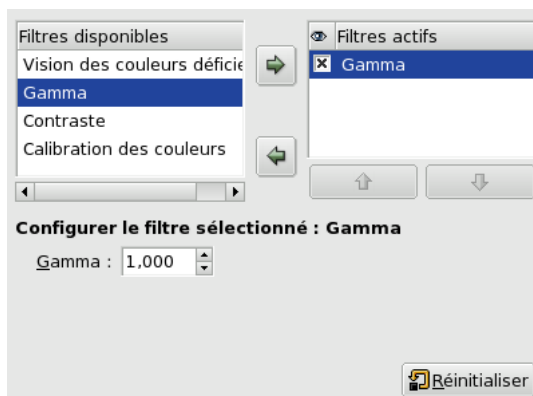 Filtres disponibles
Vision des couleurs déficie
Gamma
Contraste
Calibration des couleurs
Filtres actifs
Gamma
Configurer le filtre sélectionné : Gamma
Gamma : 1,000
Réinitialiser